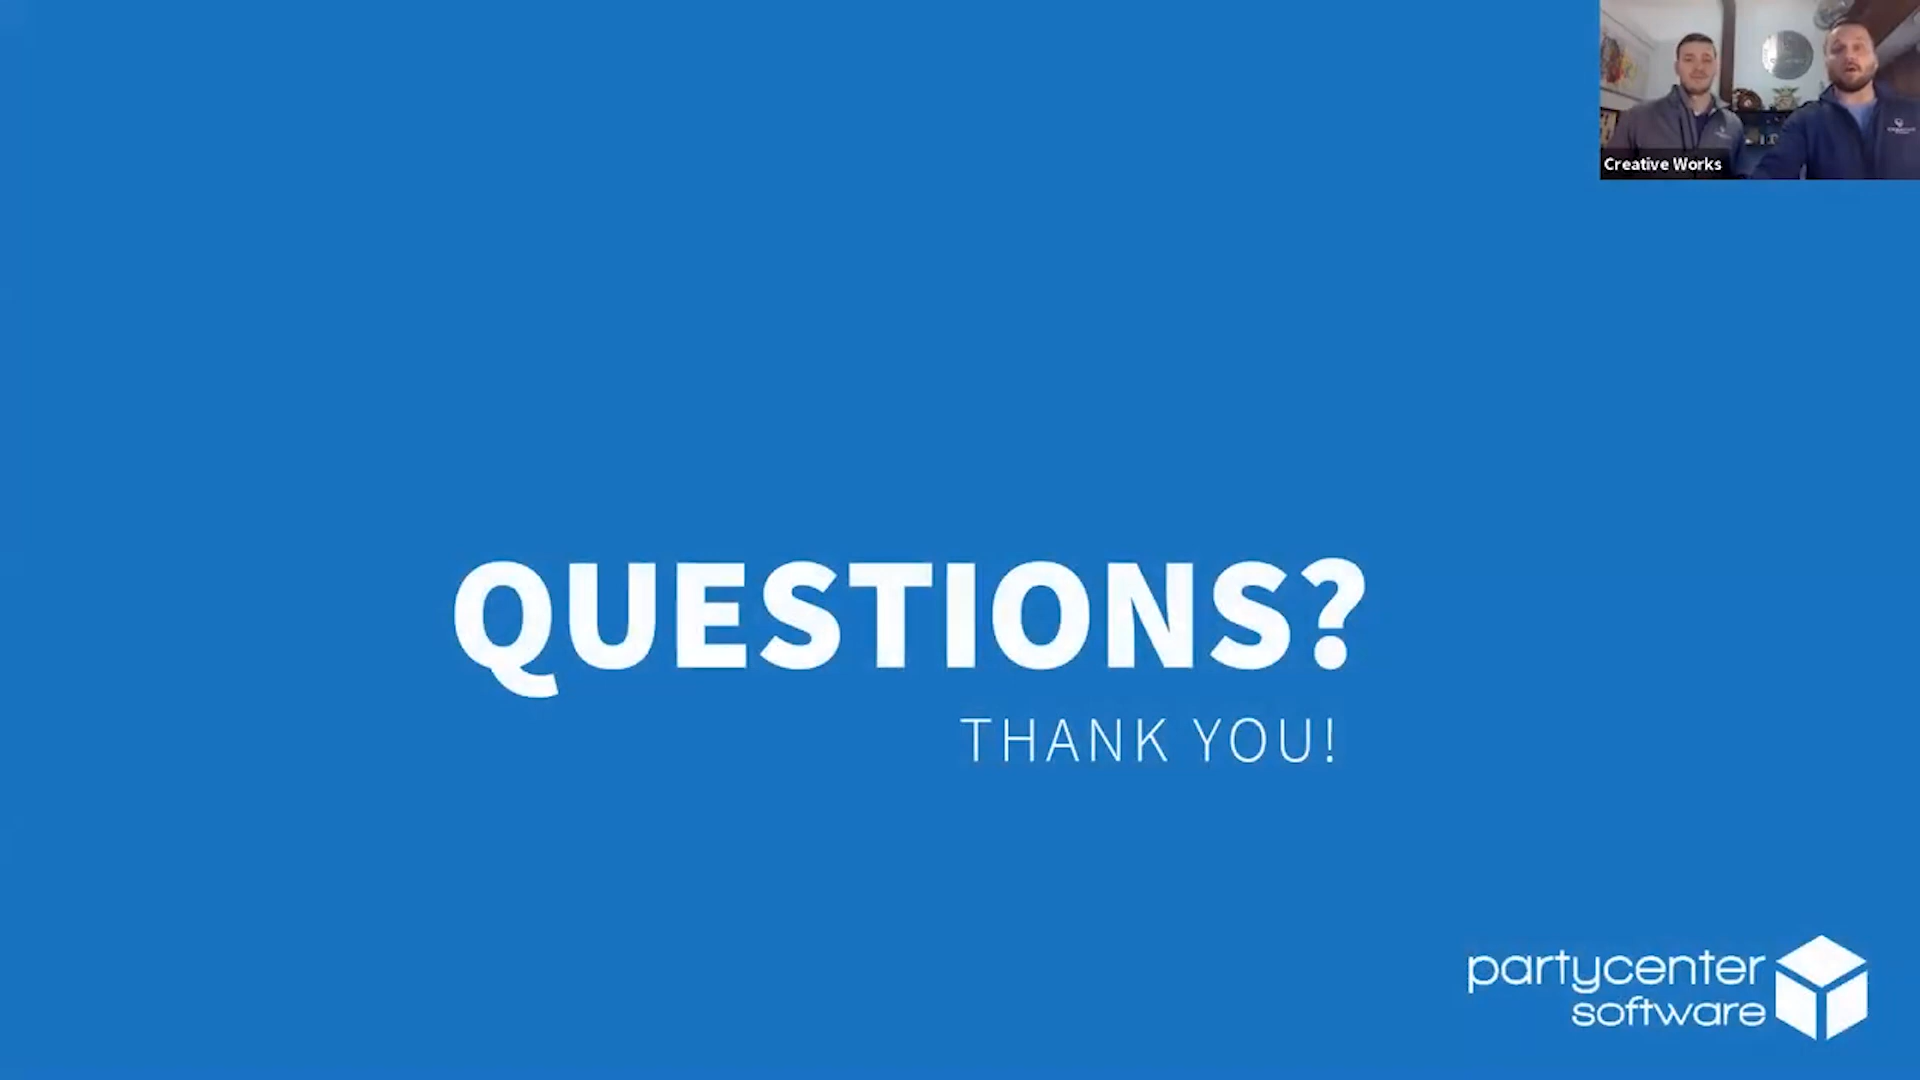 Creative Works
QUESTIONS?
THANK YOU!
partycenter
software